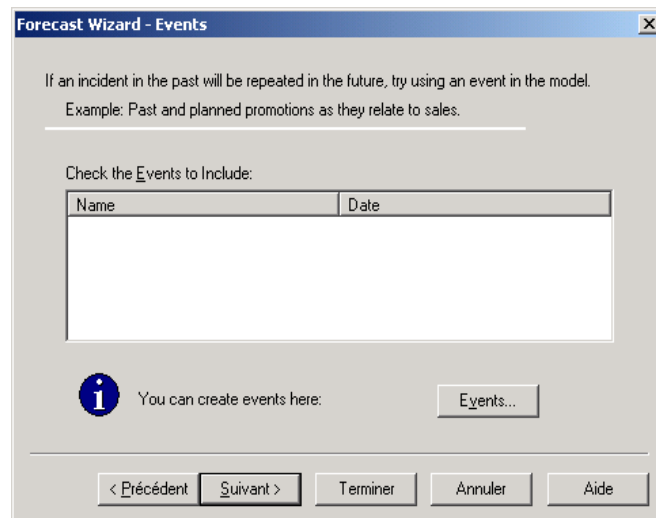 Forecast Wizard - Events
If an incident in the past will be repeated in the future, try using an event in the model.
Example: Past and planned promotions as they relate to sales.
Check the Events to Include:
Name Date
You can create events here: Events...
< Précédent Suivant > Terminer Annuler Aide